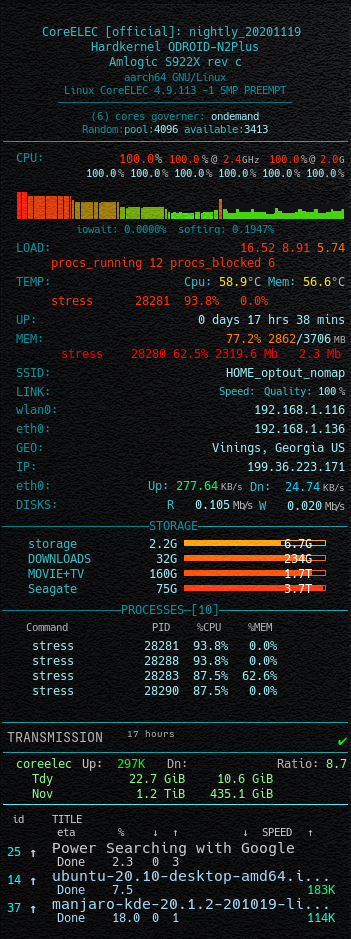 CoreELEC [official]: nightly_20201119
Hardkernel ODROID-N2Plus
Amlogic S922X rev c
aarch64 GNU/Linux
Linux CoreELEC 4.9.113 -1 SMP PREEMPT
(6) cores governer: ondemand
Random:pool:4096 available:3413
CPU: 100.0% 100.0 % @ 2.4GHz 100.0 %@ 2.0G
100.0 % 100.0 % 100.0 % 100.0 % 100.0 % 100.0 %
iowait: 0.0000% softirq: 0.1947%
LOAD: 16.52 8.91 5.74
procs_running 12 procs_blocked 6
TEMP: Cpu: 58.9°C Mem: 56.6°C
stress 28281 93.8% 0.0%
UP: 0 days 17 hrs 38 mins
MEM: 77.2% 2862/3706 MB
stress 28280 62.5% 2319.6 Mb 2.3 Mb
SSID: HOME_optout_nomap
LINK: Speed: Quality: 100 %
wlan0: 192.168.1.116
eth0: 192.168.1.136
GEO: Vinings, Georgia US
IP: 199.36.223.171
eth0: Up: 277.64 KB/s Dn: 24.74 KB/s
DISKS: R 0.105 Mb/s W 0.020 Mb/s
STORAGE
storage 2.2G 6.7G
DOWNLOADS 32G 234G
MOVIE+TV 160G 1.7T
Seagate 75G 3.7T
PROCESSES—[10]
Command PID %CPU %MEM
stress 28281 93.8% 0.0%
stress 28288 93.8% 0.0%
stress 28283 87.5% 62.6%
stress 28290 87.5% 0.0%
TRANSMISSION 17 hours ✔
coreelec Up: 297K Dn: Ratio: 8.7
Tdy 22.7 GiB 10.6 GiB
Nov 1.2 TiB 435.1 GiB
id TITLE
eta % ↓ ↑ ↓ SPEED ↑
25 ↑ Power Searching with Google
Done 2.3 0 3
14 ↑ ubuntu-20.10-desktop-amd64.i...
Done 7.5 183K
37 ↑ manjaro-kde-20.1.2-201019-li...
Done 18.0 0 1 114K